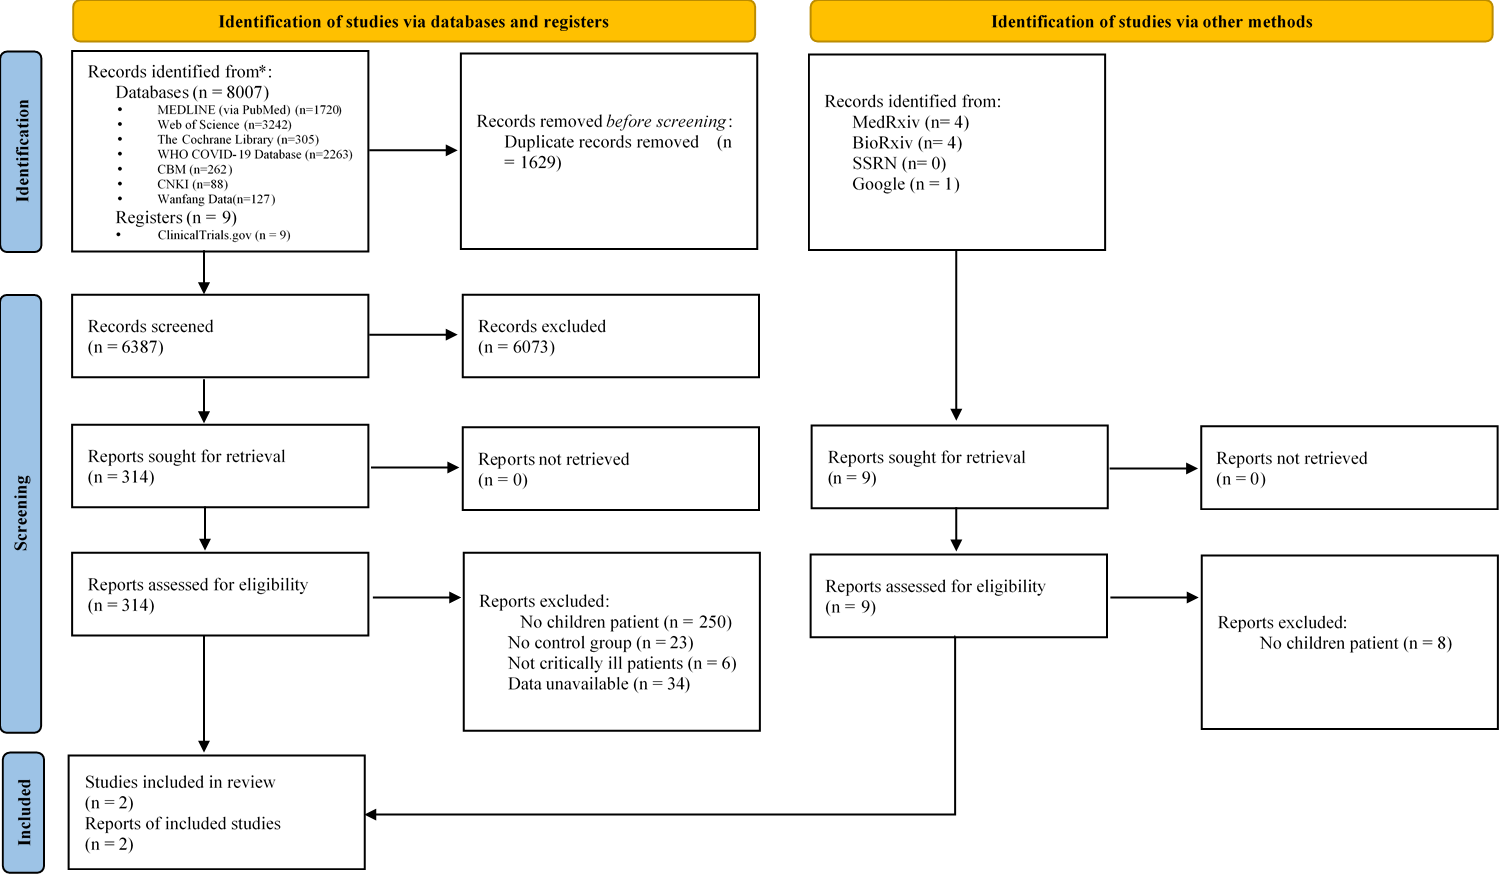 Identification of studies via databases and registers
Identification of studies via other methods
Identification
Records identified from*:
Databases (n = 8007)
• MEDLINE (via PubMed) (n=1720)
• Web of Science (n=3242)
• The Cochrane Library (n=305)
• WHO COVID-19 Database (n=2263)
• CBM (n=262)
• CNKI (n=88)
• Wanfang Data(n=127)
Registers (n = 9)
• ClinicalTrials.gov (n = 9)
Records removed before screening:
Duplicate records removed (n
= 1629)
Records identified from:
MedRxiv (n= 4)
BioRxiv (n= 4)
SSRN (n= 0)
Google (n = 1)
Screening
Records screened
(n = 6387)
Records excluded
(n = 6073)
Reports sought for retrieval
(n = 314)
Reports not retrieved
(n = 0)
Reports sought for retrieval
(n = 9)
Reports not retrieved
(n = 0)
Reports assessed for eligibility
(n = 314)
Reports excluded:
No children patient (n = 250)
No control group (n = 23)
Not critically ill patients (n = 6)
Data unavailable (n = 34)
Reports assessed for eligibility
(n = 9)
Reports excluded:
No children patient (n = 8)
Included
Studies included in review
(n = 2)
Reports of included studies
(n = 2)